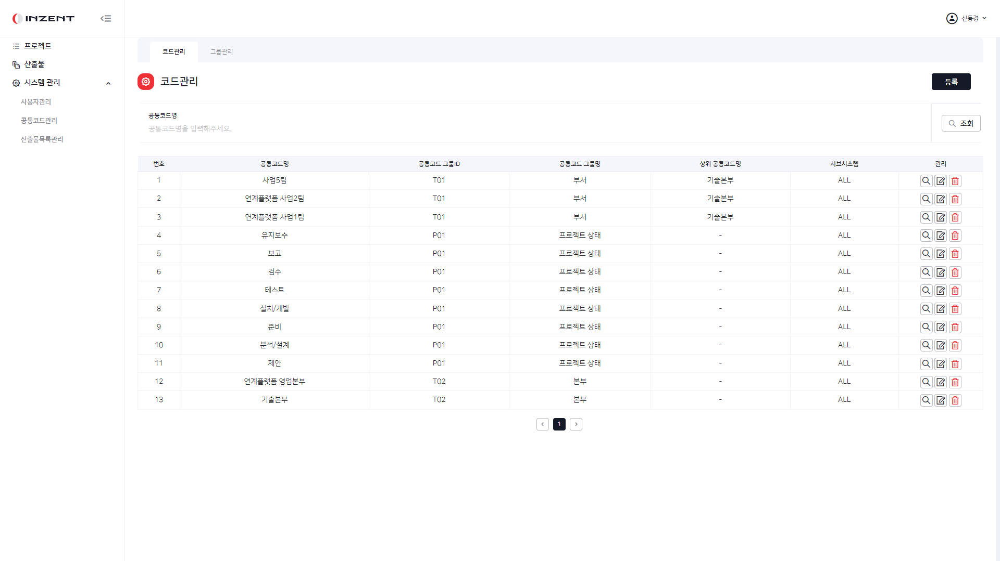 INZENT
신동경
프로젝트
산출물
시스템 관리
사용자관리
공통코드관리
산출물목록관리
코드관리 그룹관리
코드관리
등록
공통코드명
공통코드명을 입력해주세요.
조회
번호 공통코드명 공통코드 그룹ID 공통코드 그룹명 상위 공통코드명 서브시스템 관리
1 사업5팀 T01 부서 기술본부 ALL
2 연계플랫폼 사업2팀 T01 부서 기술본부 ALL
3 연계플랫폼 사업1팀 T01 부서 기술본부 ALL
4 유지보수 P01 프로젝트 상태 - ALL
5 보고 P01 프로젝트 상태 - ALL
6 검수 P01 프로젝트 상태 - ALL
7 테스트 P01 프로젝트 상태 - ALL
8 설치/개발 P01 프로젝트 상태 - ALL
9 준비 P01 프로젝트 상태 - ALL
10 분석/설계 P01 프로젝트 상태 - ALL
11 제안 P01 프로젝트 상태 - ALL
12 연계플랫폼 영업본부 T02 본부 - ALL
13 기술본부 T02 본부 - ALL
1